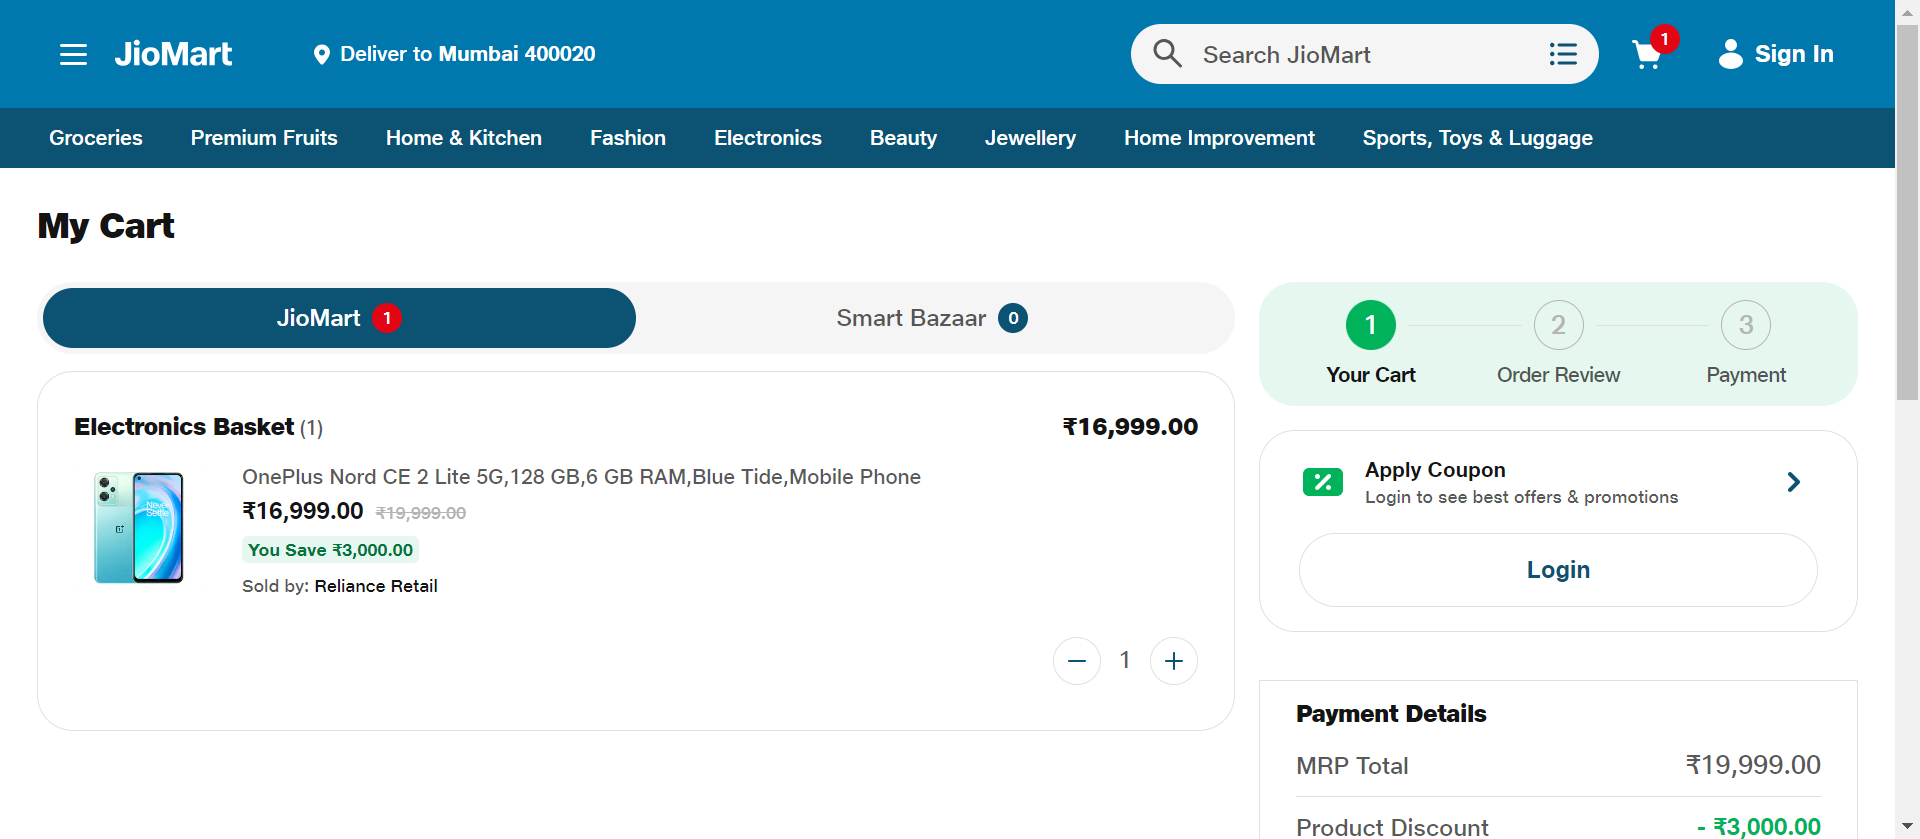 JioMart
Deliver to Mumbai 400020
Search JioMart
1
Sign In
Groceries
Premium Fruits
Home & Kitchen
Fashion
Electronics
Beauty
Jewellery
Home Improvement
Sports, Toys & Luggage
My Cart
JioMart 1
Smart Bazaar 0
Electronics Basket (1)
₹16,999.00
OnePlus Nord CE 2 Lite 5G,128 GB,6 GB RAM,Blue Tide,Mobile Phone
₹16,999.00 ₹19,999.00
You Save ₹3,000.00
Sold by: Reliance Retail
Never
Settle
1
1
2
3
Your Cart
Order Review
Payment
Apply Coupon
Login to see best offers & promotions
Login
Payment Details
MRP Total ₹19,999.00
Product Discount - ₹3,000.00